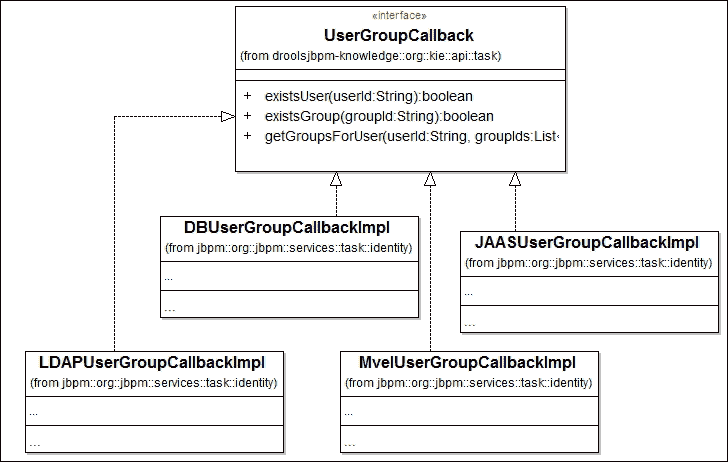 «interface»
UserGroupCallback
(from droolsjbpm-knowledge::org::kie::api::task)
+ existsUser(userId:String):boolean
+ existsGroup(groupId:String):boolean
+ getGroupsForUser(userId:String, groupIds:List‹
DBUserGroupCallbackImpl
(from jbpm::org::jbpm::services::task::identity)
...
...
JAASUserGroupCallbackImpl
(from jbpm::org::jbpm::services::task::identity)
...
...
LDAPUserGroupCallbackImpl
(from jbpm::org::jbpm::services::task::identity)
...
...
MvelUserGroupCallbackImpl
(from jbpm::org::jbpm::services::task::identity)
...
...